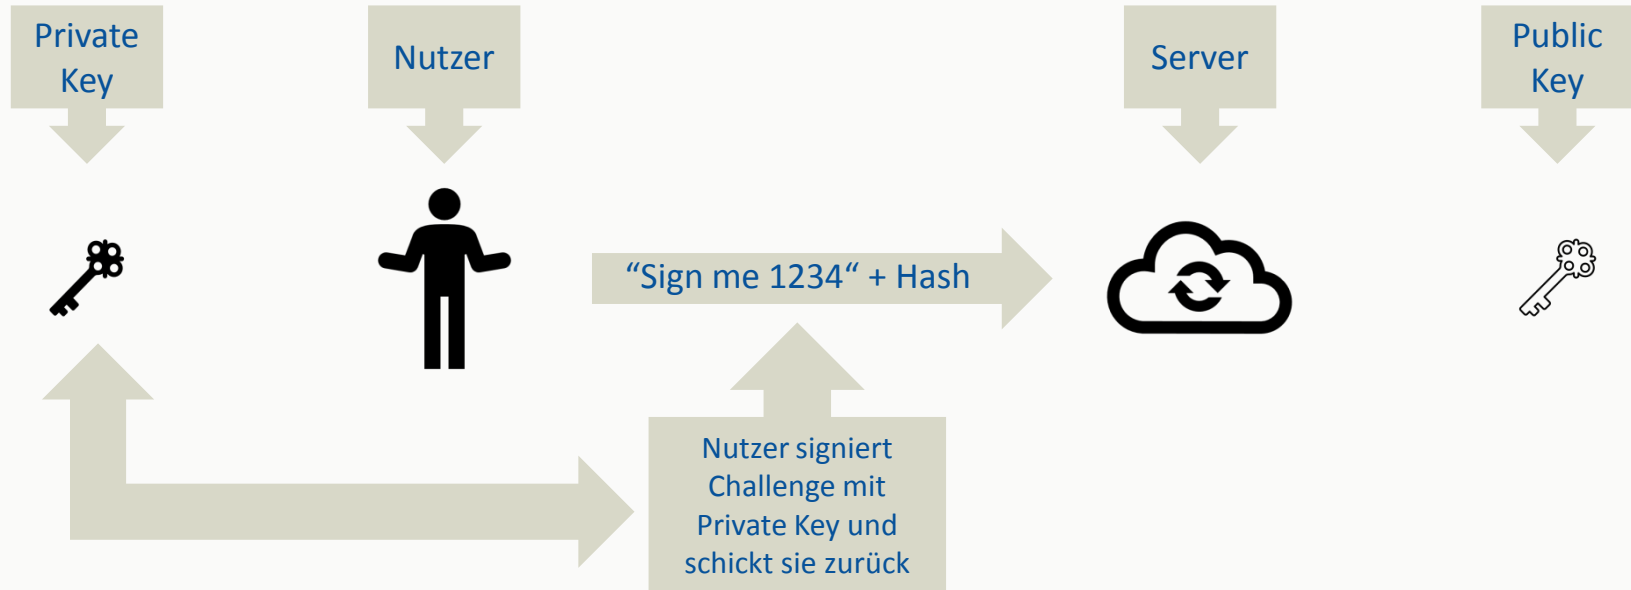 Private
Key
Nutzer
Server
Public
Key
“Sign me 1234“ + Hash
Nutzer signiert
Challenge mit
Private Key und
schickt sie zurück